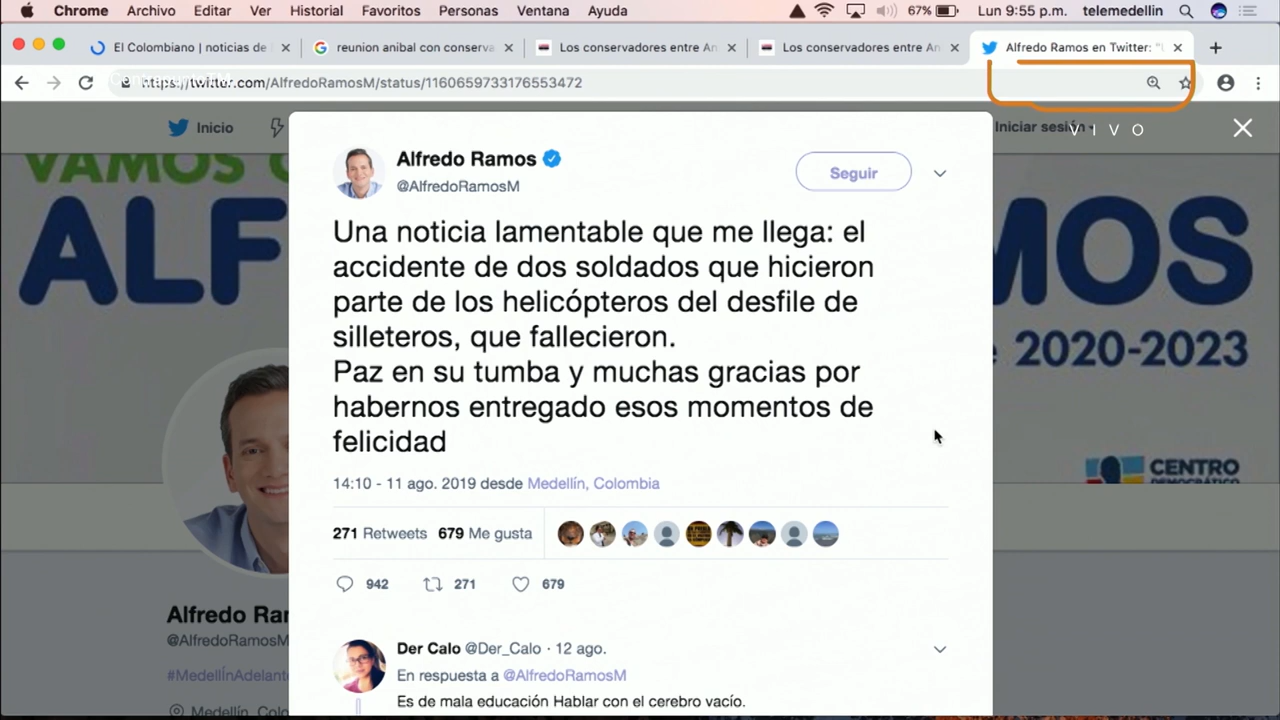 Chrome Archivo Editar Ver Historial Favoritos Personas Ventana Ayuda 67% Lun 9:55 p.m. telemedellin
El Colombiano | noticias de
reunion anibal con conserva
Los conservadores entre An
Los conservadores entre An
Alfredo Ramos en Twitter: "U
https://twitter.com/AlfredoRamosM/status/1160659733176553472
Inicio
Iniciar sesión
VIVO
VAMOS
ALF
MOS
2020-2023
CENTRO
DEMOCRÁTICO
Alfredo Ramos
@AlfredoRamosM
Seguir
Una noticia lamentable que me llega: el
accidente de dos soldados que hicieron
parte de los helicópteros del desfile de
silleteros, que fallecieron.
Paz en su tumba y muchas gracias por
habernos entregado esos momentos de
felicidad
14:10 - 11 ago. 2019 desde Medellín, Colombia
271 Retweets 679 Me gusta
942 271 679
Alfredo Ra
@AlfredoRamosM
#MedellÍnAdelant
Medellín, Colo
Der Calo @Der_Calo · 12 ago.
En respuesta a @AlfredoRamosM
Es de mala educación Hablar con el cerebro vacío.